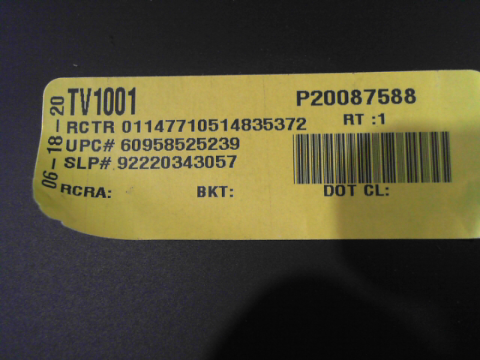 06-18-20
TV1001 P20087588
RCTR 01147710514835372 RT :1
UPC# 60958525239
SLP#. 92220343057
RCRA: BKT: DOT CL: